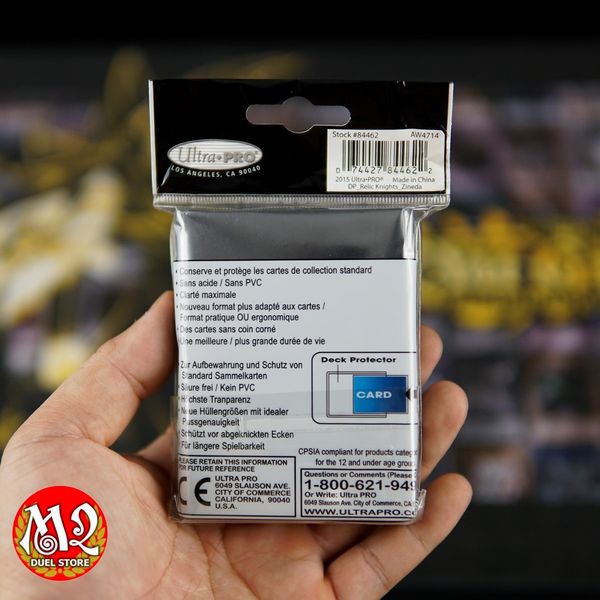 Ultra•PRO®
LOS ANGELES, CA 90040
Stock #84462 AW4714
0 74427 84462 2
2015 Ultra•PRO® Made in China
DP_Relic Knights_Zineda
• Conserve et protège les cartes de collection standard
• Sans acide / Sans PVC
• Clarté maximale
• Nouveau format plus adapté aux cartes /
Format pratique OU ergonomique
• Des cartes sans coin corné
• Une meilleure / plus grande durée de vie
• Zur Aufbewahrung und Schutz von
Standard Sammelkarten
• Säure frei / Kein PVC
• Höchste Tranparenz
• Neue Hüllengrößen mit idealer
Passgenauigkeit
• Schützt vor abgeknickten Ecken
• Für längere Spielbarkeit
Deck Protector
CARD
CPSIA compliant for products categor
for the 12 and under age group
PLEASE RETAIN THIS INFORMATION
FOR FUTURE REFERENCE
CE
ULTRA PRO
6049 SLAUSON AVE.
CITY OF COMMERCE
CALIFORNIA, 90040
U.S.A.
Questions or Comments (Please
1-800-621-949
Or Write: Ultra PRO
6049 Slauson Ave. City of Commerce, CA
WWW.ULTRAPRO.CO
M2
DUEL STORE